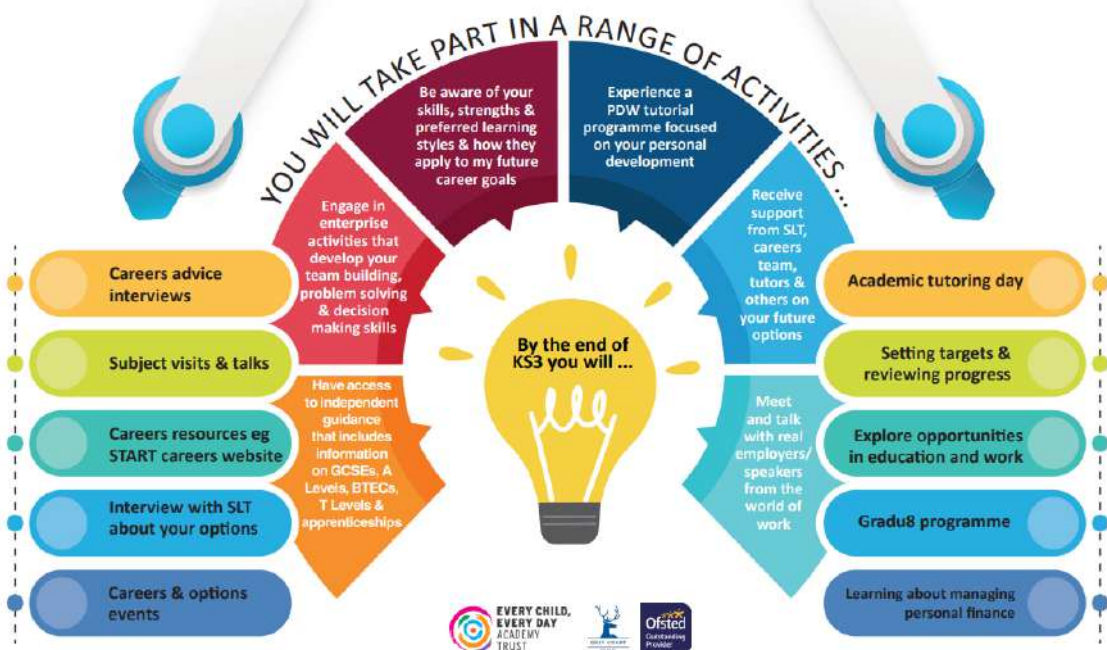 YOU WILL TAKE PART IN A RANGE OF ACTIVITIES ...
Be aware of your
skills, strengths &
preferred learning
styles & how they
apply to my future
career goals
Experience a
PDW tutorial
programme focused
on your personal
development
Engage in
enterprise
activities that
develop your
team building,
problem solving
& decision
making skills
Receive
support
from SLT,
careers
team,
tutors &
others on
your future
options
Have access
to independent
guidance
that includes
information
on GCSEs, A
Levels, BTECs,
T Levels &
apprenticeships
Meet
and talk
with real
employers/
speakers
from the
world of
work
By the end of
KS3 you will ...
Careers advice
interviews
Subject visits & talks
Careers resources eg
START careers website
Interview with SLT
about your options
Careers & options
events
Academic tutoring day
Setting targets &
reviewing progress
Explore opportunities
in education and work
Gradu8 programme
Learning about managing
personal finance
EVERY CHILD,
EVERY DAY
ACADEMY
TRUST
Ofsted
Outstanding
Provider